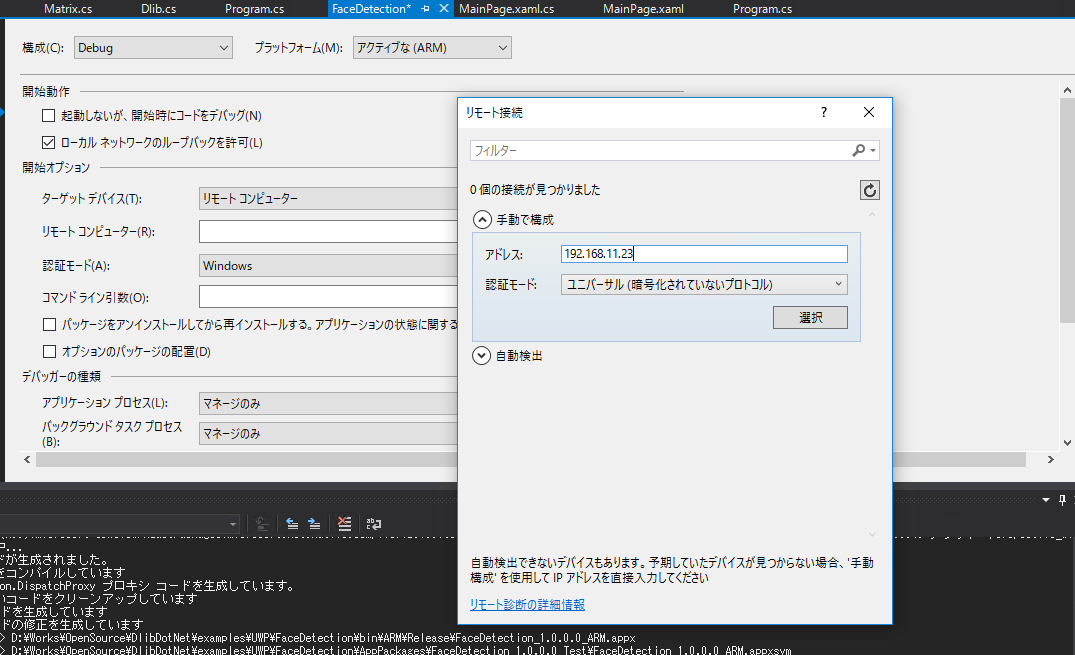 Matrix.cs Dlib.cs Program.cs FaceDetection* MainPage.xaml.cs MainPage.xaml Program.cs
構成(C): Debug プラットフォーム(M): アクティブな (ARM)
開始動作
起動しないが、開始時にコードをデバッグ(N)
ローカル ネットワークのループバックを許可(L)
開始オプション
ターゲット デバイス(T): リモート コンピューター
リモート コンピューター(R):
認証モード(A): Windows
コマンド ライン引数(O):
パッケージをアンインストールしてから再インストールする。アプリケーションの状態に関する
オプションのパッケージの配置(D)
デバッガーの種類
アプリケーション プロセス(L): マネージのみ
バックグラウンド タスク プロセス
(B): マネージのみ
リモート接続 ?
フィルター
0 個の接続が見つかりました
手動で構成
アドレス: 192.168.11.23
認証モード: ユニバーサル (暗号化されていないプロトコル)
選択
自動検出
自動検出できないデバイスもあります。予期していたデバイスが見つからない場合、'手動
構成' を使用して IP アドレスを直接入力してください
リモート診断の詳細情報
中...
ドが生成されました。
をコンパイルしています
on.DispatchProxy プロキシ コードを生成しています。
いコードをクリーンアップしています
ドを生成しています
ドの修正を生成しています
> D:¥Works¥OpenSource¥DlibDotNet¥examples¥UWP¥FaceDetection¥bin¥ARM¥Release¥FaceDetection_1.0.0.0_ARM.appx
> D:¥Works¥OpenSource¥DlibDotNet¥examples¥UWP¥FaceDetection¥AppPackages¥FaceDetection_1.0.0.0_Test¥FaceDetection_1.0.0.0_ARM.appxsym